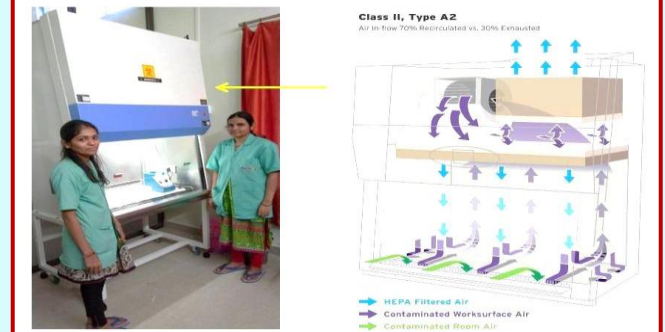 Class II, Type A2
Air In-flow 70% Recirculated vs. 30% Exhausted
HEPA Filtered Air
Contaminated Worksurface Air
Contaminated Room Air